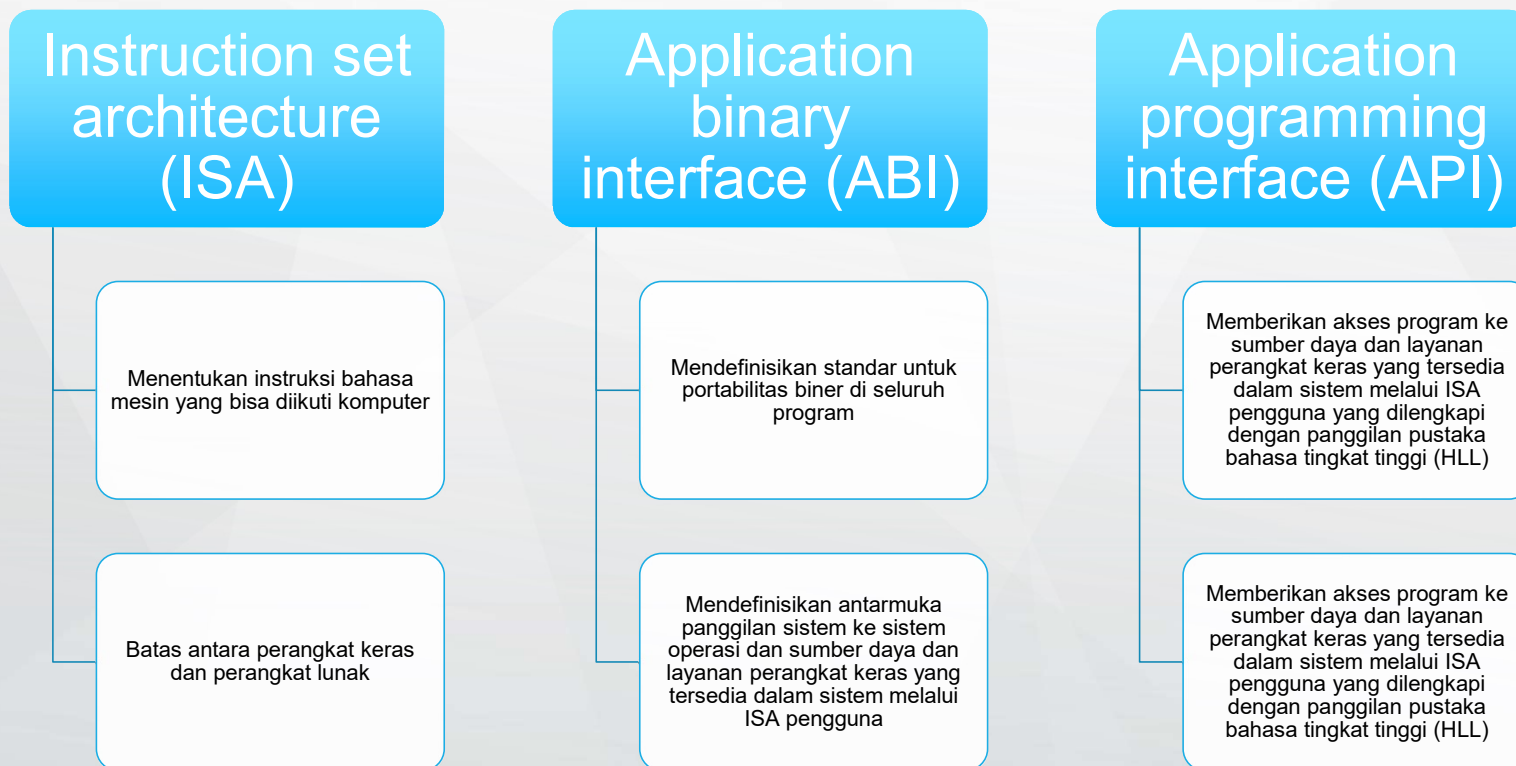 Instruction set
architecture
(ISA)
Menentukan instruksi bahasa
mesin yang bisa diikuti komputer
Batas antara perangkat keras
dan perangkat lunak
Application
binary
interface (ABI)
Mendefinisikan standar untuk
portabilitas biner di seluruh
program
Mendefinisikan antarmuka
panggilan sistem ke sistem
operasi dan sumber daya dan
layanan perangkat keras yang
tersedia dalam sistem melalui
ISA pengguna
Application
programming
interface (API)
Memberikan akses program ke
sumber daya dan layanan
perangkat keras yang tersedia
dalam sistem melalui ISA
pengguna yang dilengkapi
dengan panggilan pustaka
bahasa tingkat tinggi (HLL)
Memberikan akses program ke
sumber daya dan layanan
perangkat keras yang tersedia
dalam sistem melalui ISA
pengguna yang dilengkapi
dengan panggilan pustaka
bahasa tingkat tinggi (HLL)